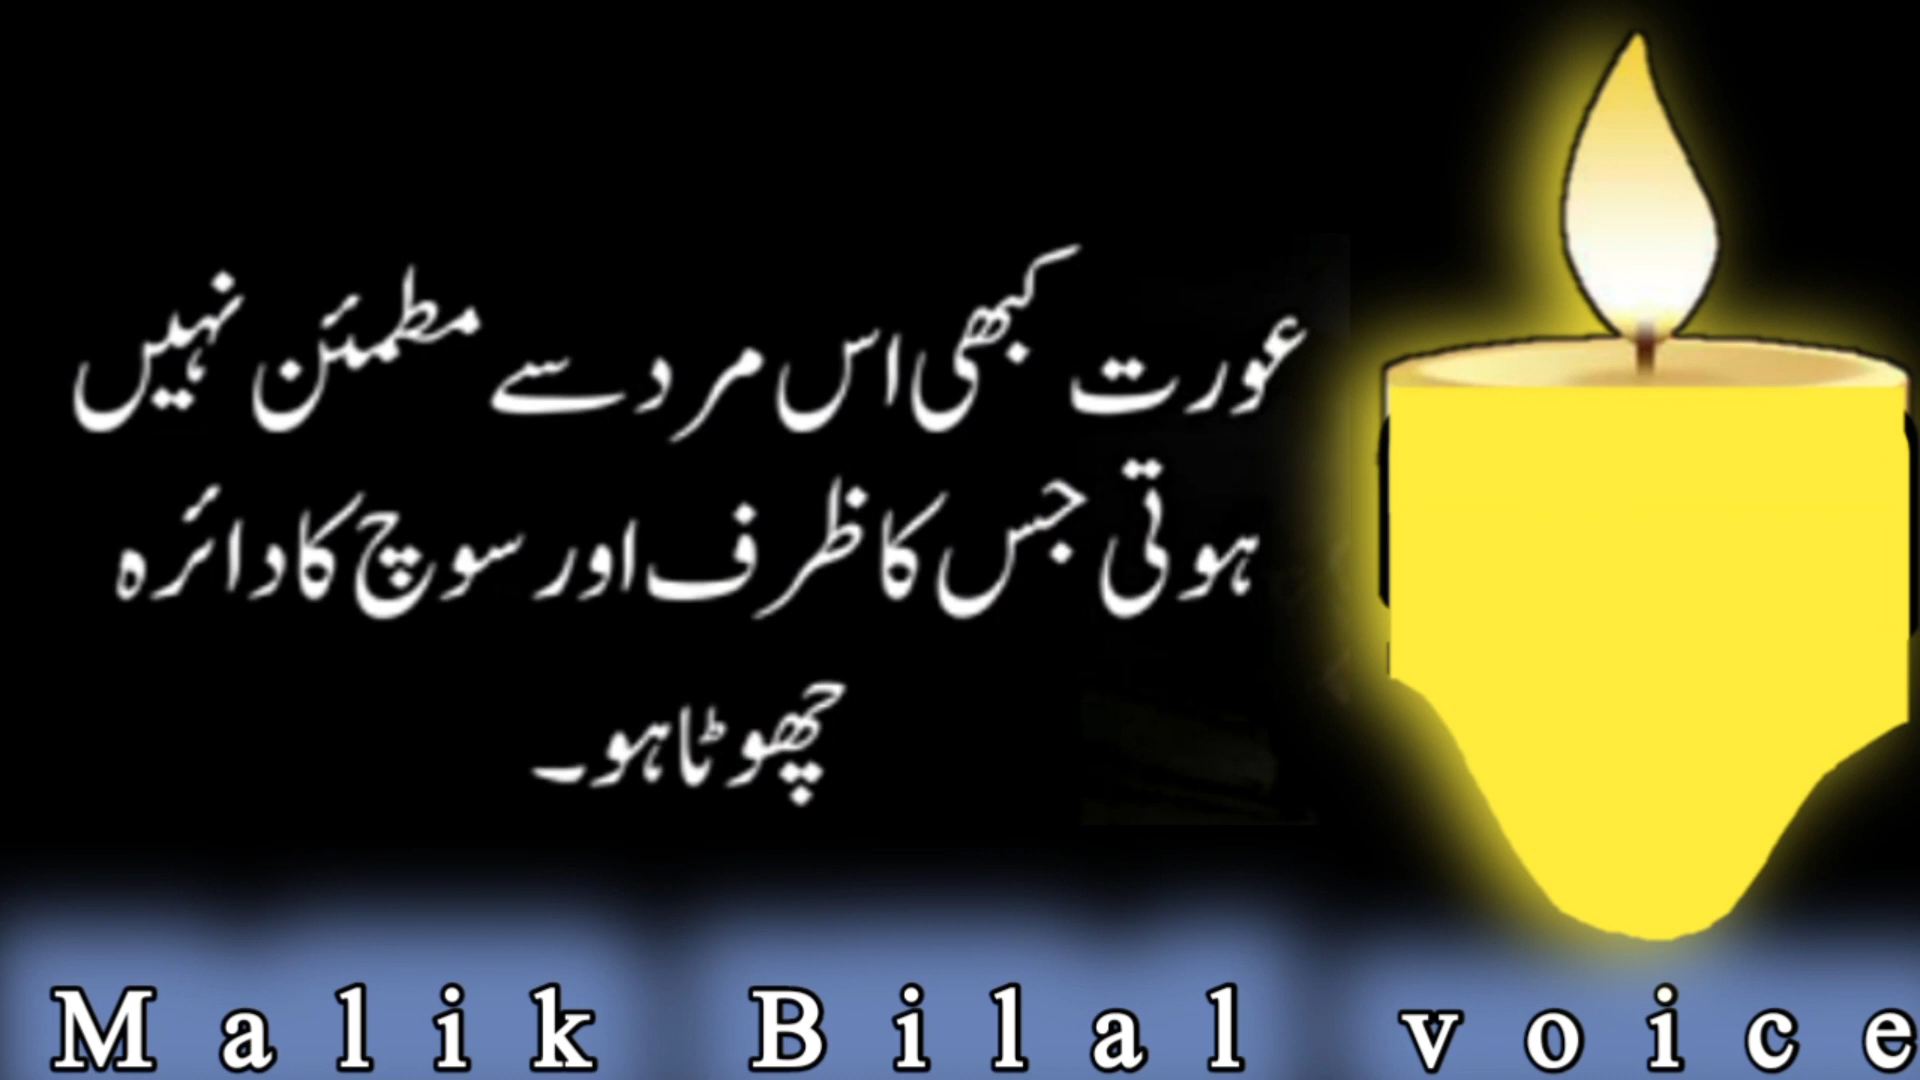 عورت کبھی اس مرد سے مطمئن نہیں
ہوتی جس کا ظرف اور سوچ کا دائرہ
چھوٹا ہو۔
Malik Bilal voice